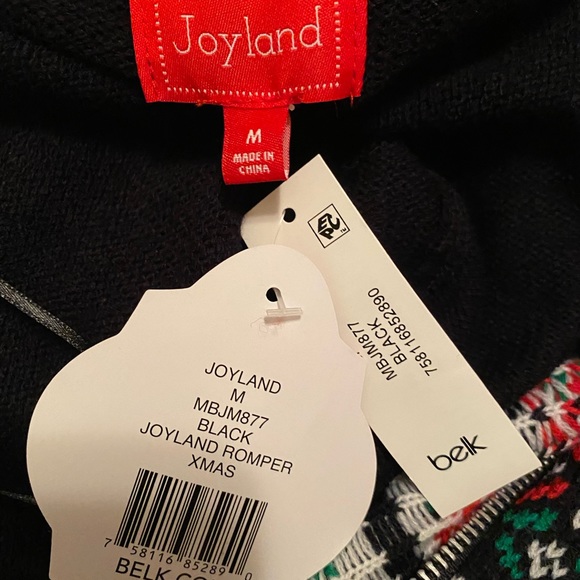 Joyland
M
MADE IN
CHINA
EPC
MBJM877
BLACK
758116852890
belk
JOYLAND
M
MBJM877
BLACK
JOYLAND ROMPER
XMAS
7 58116 85289 0
BELK